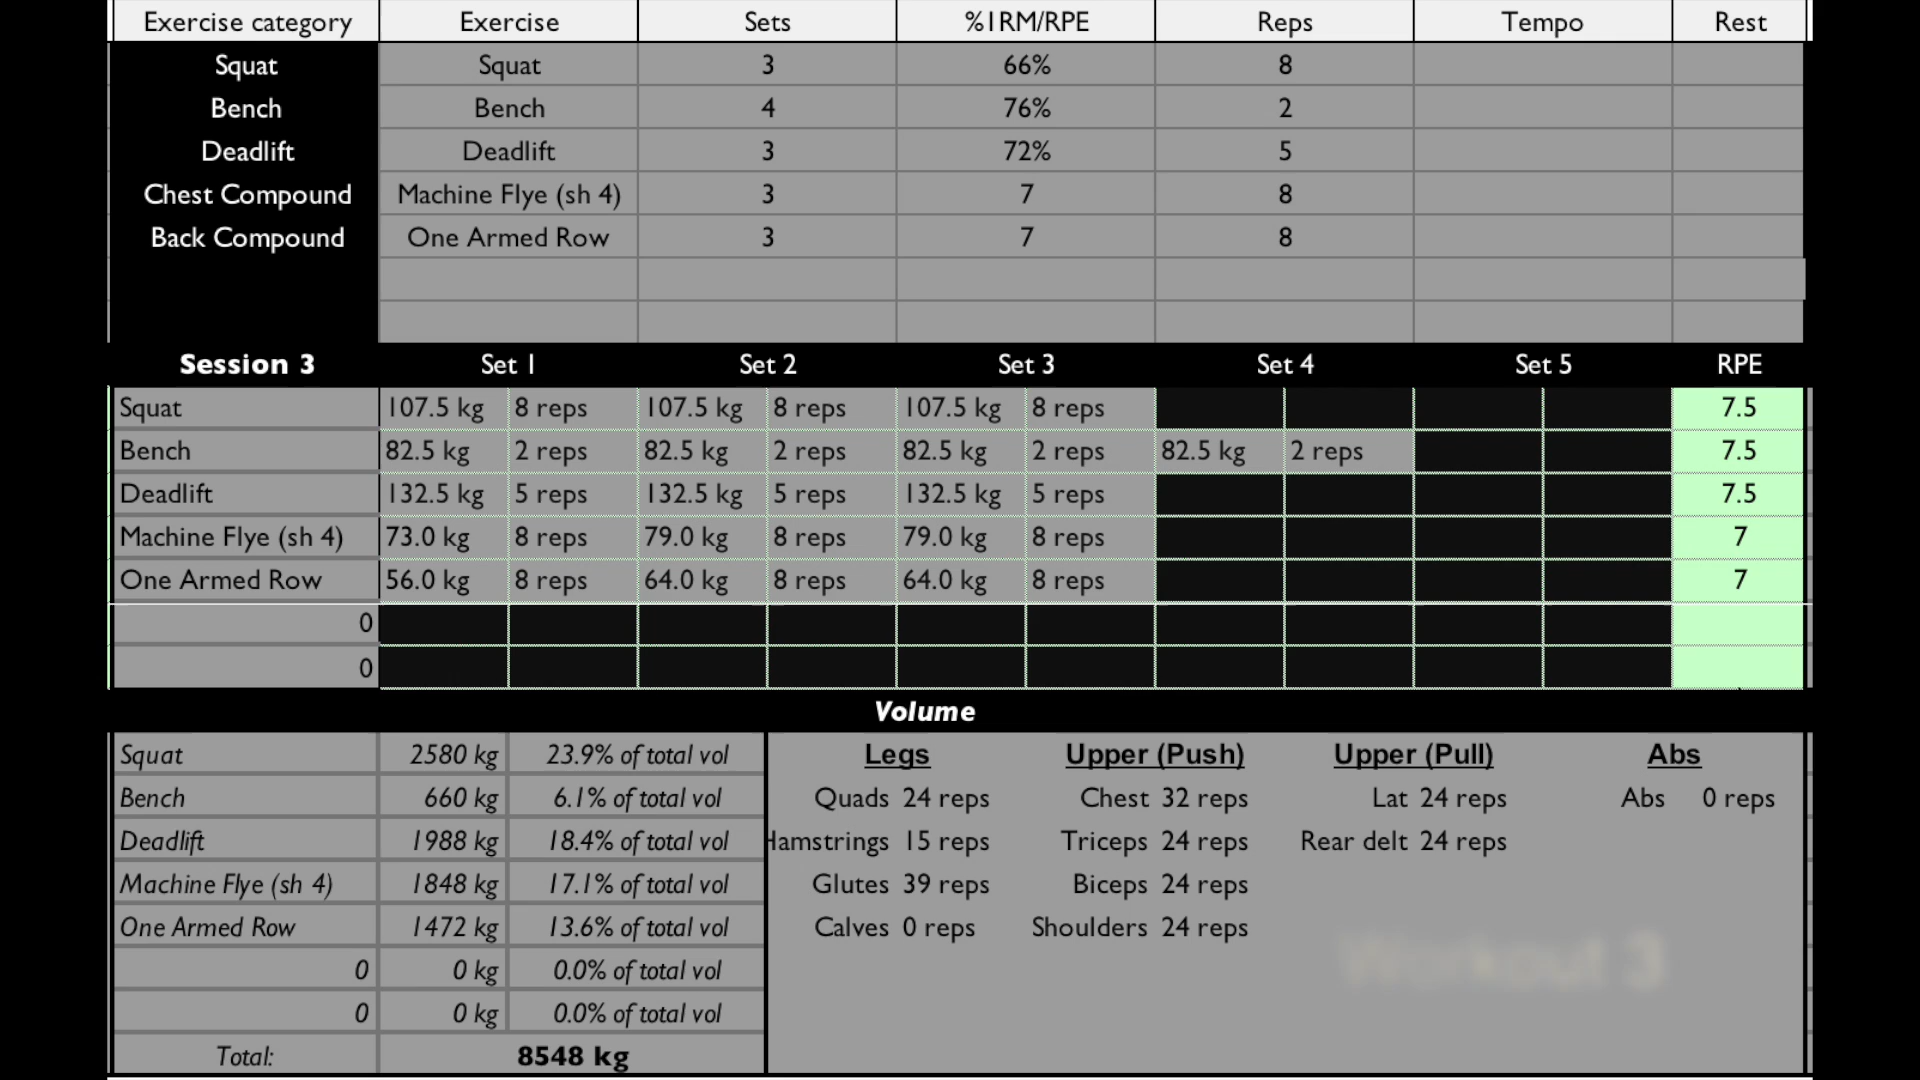 Exercise category Exercise Sets %1RM/RPE Reps Tempo Rest
Squat Squat 3 66% 8
Bench Bench 4 76% 2
Deadlift Deadlift 3 72% 5
Chest Compound Machine Flye (sh 4) 3 7 8
Back Compound One Armed Row 3 7 8
Session 3 Set 1 Set 2 Set 3 Set 4 Set 5 RPE
Squat 107.5 kg 8 reps 107.5 kg 8 reps 107.5 kg 8 reps 7.5
Bench 82.5 kg 2 reps 82.5 kg 2 reps 82.5 kg 2 reps 82.5 kg 2 reps 7.5
Deadlift 132.5 kg 5 reps 132.5 kg 5 reps 132.5 kg 5 reps 7.5
Machine Flye (sh 4) 73.0 kg 8 reps 79.0 kg 8 reps 79.0 kg 8 reps 7
One Armed Row 56.0 kg 8 reps 64.0 kg 8 reps 64.0 kg 8 reps 7
0
0
Volume
Squat 2580 kg 23.9% of total vol Legs Upper (Push) Upper (Pull) Abs
Bench 660 kg 6.1% of total vol Quads 24 reps Chest 32 reps Lat 24 reps Abs 0 reps
Deadlift 1988 kg 18.4% of total vol Hamstrings 15 reps Triceps 24 reps Rear delt 24 reps
Machine Flye (sh 4) 1848 kg 17.1% of total vol Glutes 39 reps Biceps 24 reps
One Armed Row 1472 kg 13.6% of total vol Calves 0 reps Shoulders 24 reps
Workout 3
0 0 kg 0.0% of total vol
0 0 kg 0.0% of total vol
Total: 8548 kg